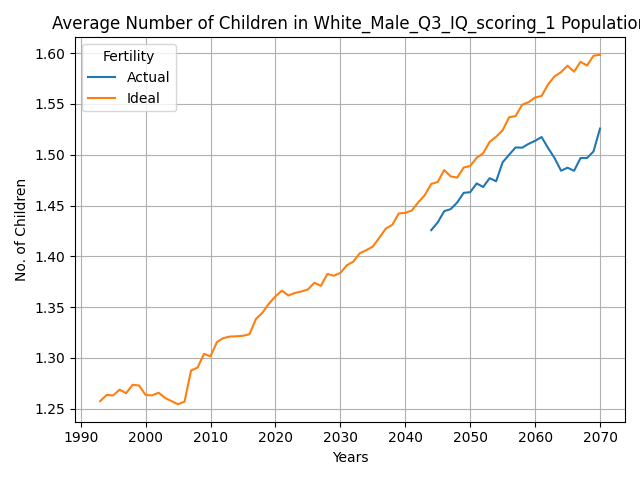 Average Number of Children in White_Male_Q3_IQ_scoring_1 Population
Fertility
Actual
Ideal
No. of Children
1.60
1.55
1.50
1.45
1.40
1.35
1.30
1.25
1990 2000 2010 2020 2030 2040 2050 2060 2070
Years